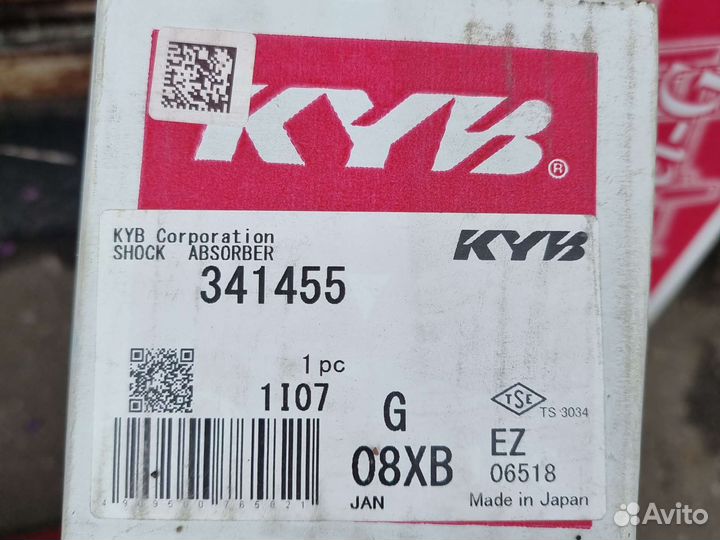 KYB®
KYB Corporation KYB
SHOCK ABSORBER
341455
1 pc
1I07 G TSE TS 3034
08XB EZ
06518
JAN Made in Japan
Avito